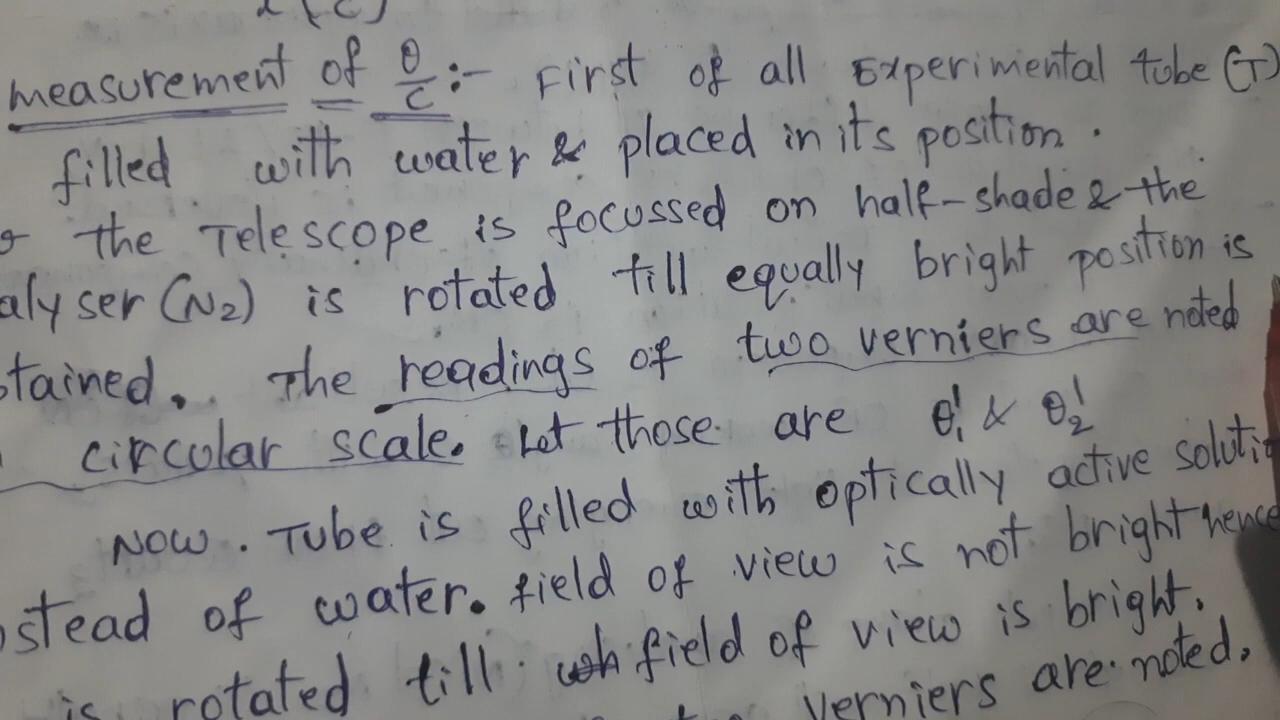 measurement of θ/c :- First of all Experimental tube (T)
filled with water & placed in its position.
the Telescope is focussed on half-shade & the
alyser (N₂) is rotated till equally bright position is
tained. The readings of two verniers are noted
circular scale. Let those are θ₁' & θ₂'
Now. Tube is filled with optically active soluti
stead of water. field of view is not bright hence
is rotated till field of view is bright.
verniers are noted.